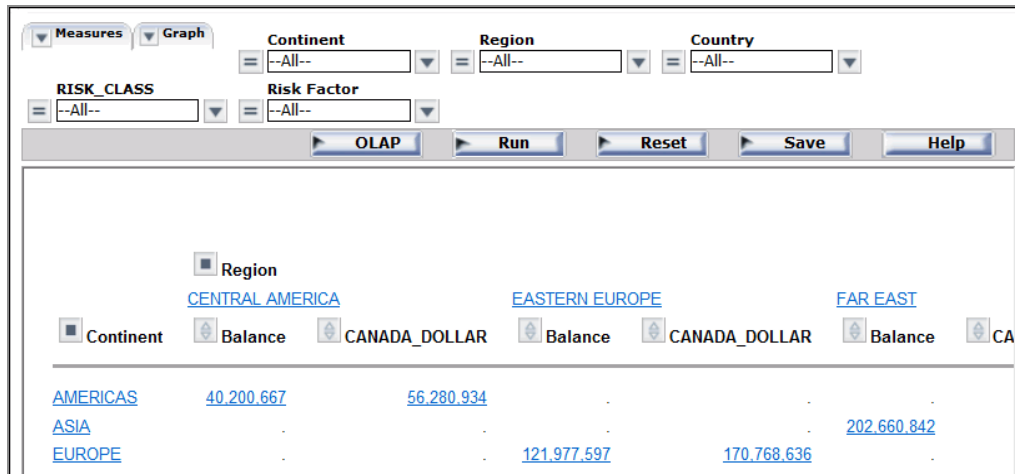 Measures Graph
Continent Region Country
= --All-- = --All-- = --All--
RISK_CLASS Risk Factor
= --All-- = --All--
OLAP Run Reset Save Help
Region
CENTRAL AMERICA EASTERN EUROPE FAR EAST
Continent Balance CANADA_DOLLAR Balance CANADA_DOLLAR Balance CA
AMERICAS 40,200,667 56,280,934 . . .
ASIA . . . . 202,660,842
EUROPE . . 121,977,597 170,768,636 .